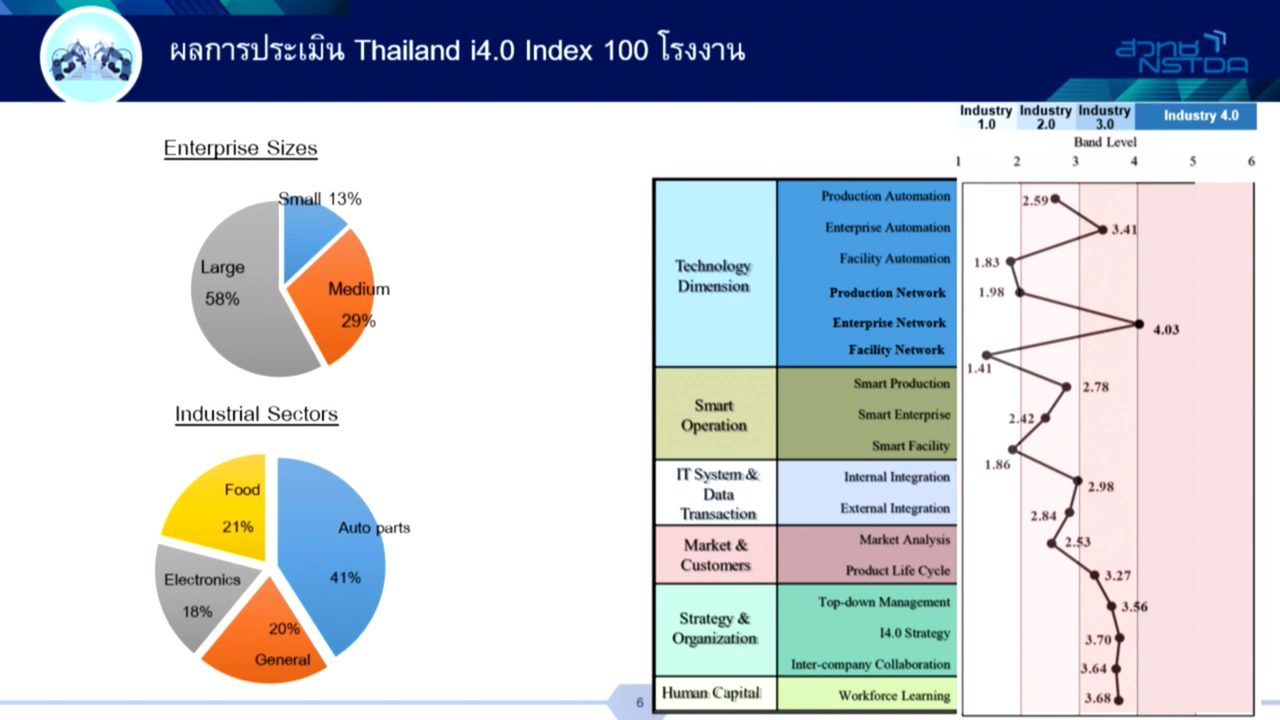 ผลการประเมิน Thailand i4.0 Index 100 โรงงาน
สวทช
NSTDA
Enterprise Sizes
Small 13%
Large
58%
Medium
29%
Industrial Sectors
Food
21%
Auto parts
41%
Electronics
18%
20%
General
Industry 1.0
Industry 2.0
Industry 3.0
Industry 4.0
Band Level
1 2 3 4 5 6
Technology
Dimension
Production Automation 2.59
Enterprise Automation 3.41
Facility Automation 1.83
Production Network 1.98
Enterprise Network 4.03
Facility Network 1.41
Smart
Operation
Smart Production 2.78
Smart Enterprise 2.42
Smart Facility 1.86
IT System &
Data
Transaction
Internal Integration 2.98
External Integration 2.84
Market &
Customers
Market Analysis 2.53
Product Life Cycle 3.27
Strategy &
Organization
Top-down Management 3.56
I4.0 Strategy 3.70
Inter-company Collaboration 3.64
Human Capital
Workforce Learning 3.68
6